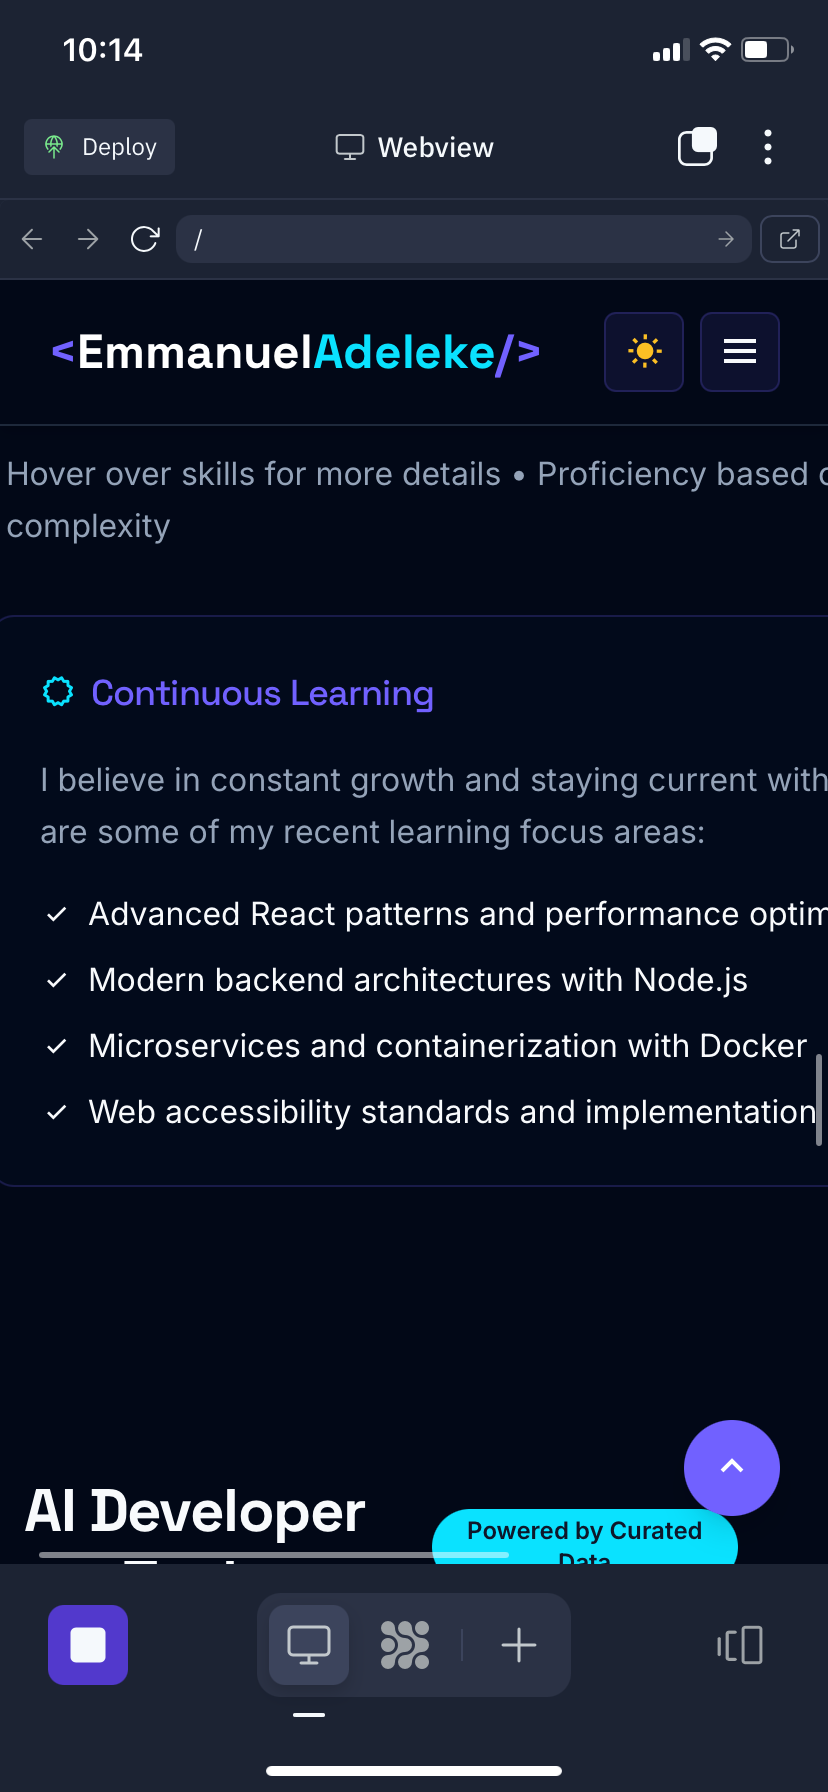 10:14
Deploy
Webview
/
<EmmanuelAdeleke/>
Hover over skills for more details • Proficiency based
complexity
Continuous Learning
I believe in constant growth and staying current with
are some of my recent learning focus areas:
Advanced React patterns and performance optim
Modern backend architectures with Node.js
Microservices and containerization with Docker
Web accessibility standards and implementation
AI Developer
Powered by Curated
Data